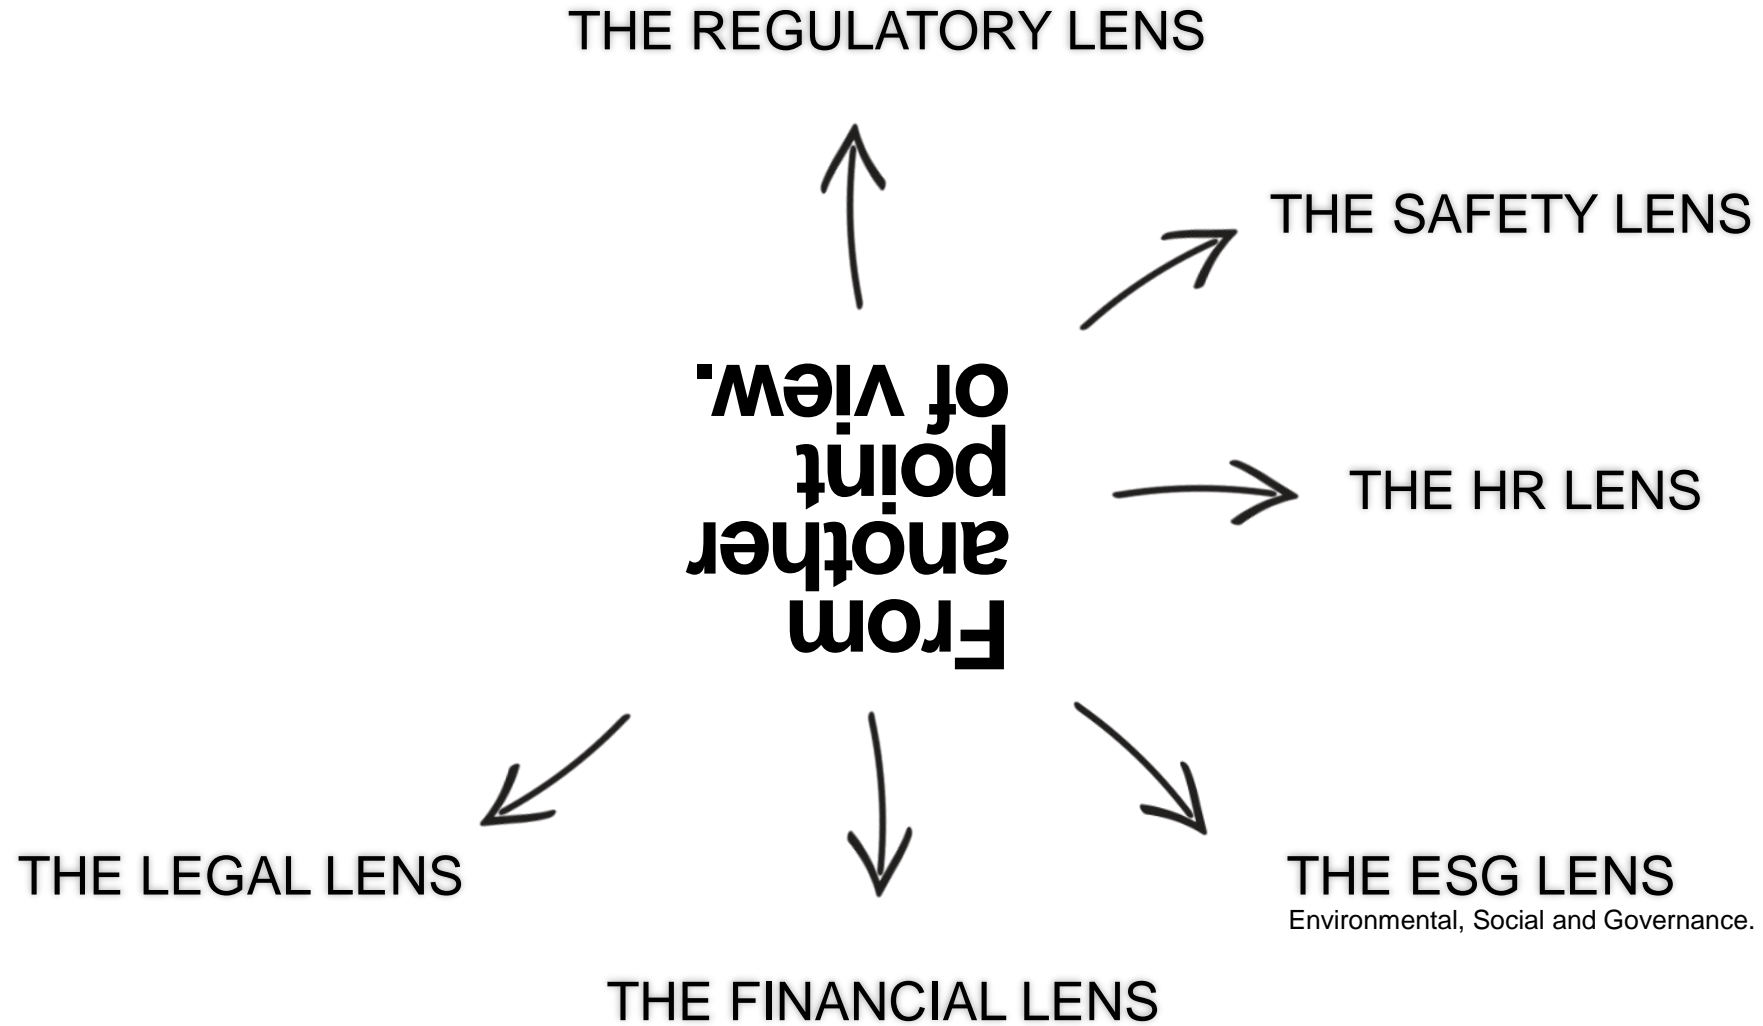 THE REGULATORY LENS
THE SAFETY LENS
From
another
point
of view.
THE HR LENS
THE LEGAL LENS
THE ESG LENS
Environmental, Social and Governance.
THE FINANCIAL LENS